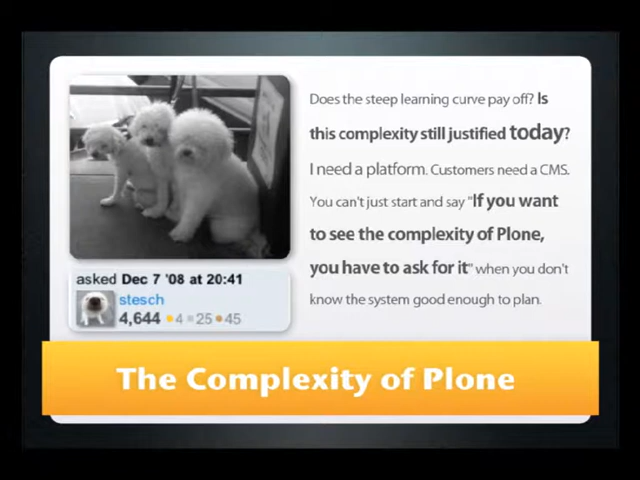 Does the steep learning curve pay off? Is
this complexity still justified today?
I need a platform. Customers need a CMS.
You can't just start and say "If you want
to see the complexity of Plone,
you have to ask for it" when you don't
know the system good enough to plan.
asked Dec 7 '08 at 20:41
stesch
4,644 4 25 45
The Complexity of Plone